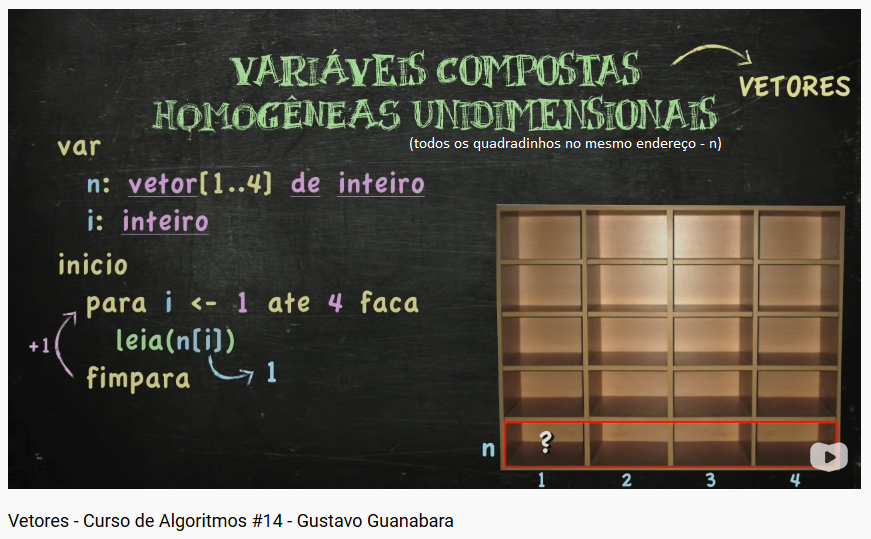 VARIÁVEIS COMPOSTAS
HOMOGÊNEAS UNIDIMENSIONAIS
VETORES
(todos os quadradinhos no mesmo endereço - n)
var
n: vetor[1..4] de inteiro
i: inteiro
inicio
para i <- 1 ate 4 faca
+1
leia(n[i])
fimpara
1
n
?
1 2 3 4
Vetores - Curso de Algoritmos #14 - Gustavo Guanabara